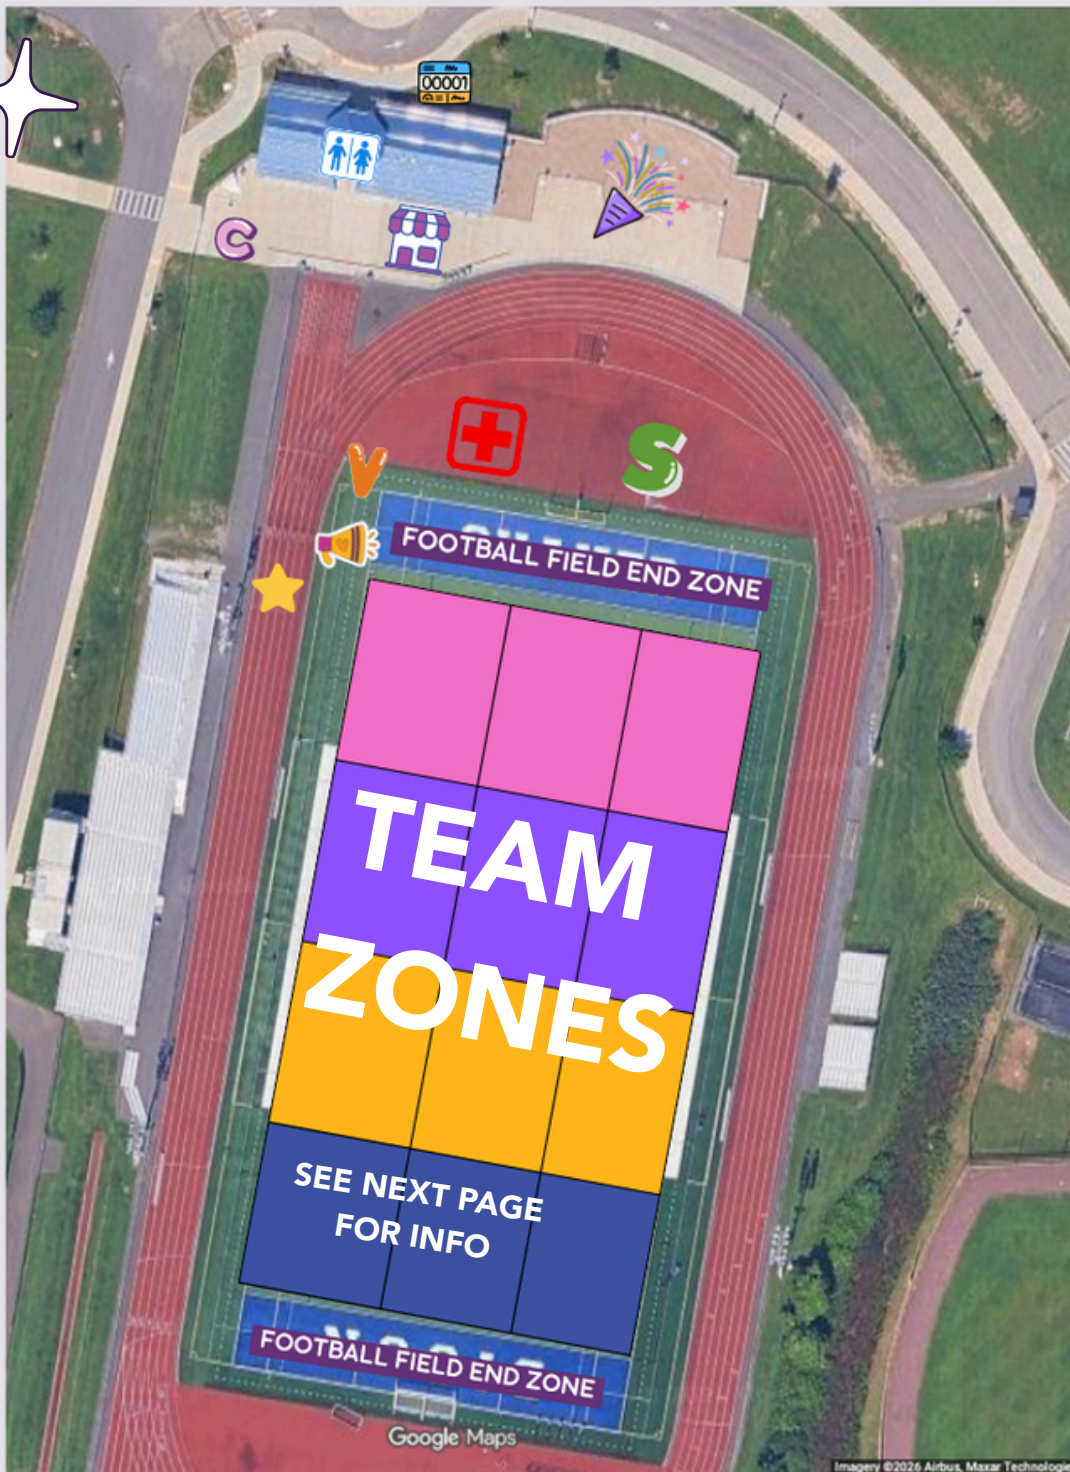 00001
C
V
S
FOOTBALL FIELD END ZONE
TEAM
ZONES
SEE NEXT PAGE
FOR INFO
FOOTBALL FIELD END ZONE
Google Maps
Imagery ©2026 Airbus, Maxar Technologie